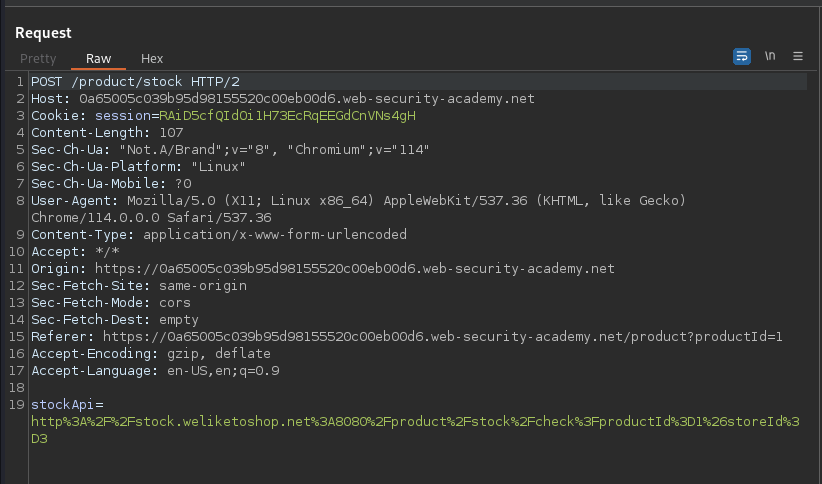 Request
Pretty Raw Hex \n
1 POST /product/stock HTTP/2
2 Host: 0a65005c039b95d98155520c00eb00d6.web-security-academy.net
3 Cookie: session=RAiD5cfQIdOi1H73EcRqEEGdCnVNs4gH
4 Content-Length: 107
5 Sec-Ch-Ua: "Not.A/Brand";v="8", "Chromium";v="114"
6 Sec-Ch-Ua-Platform: "Linux"
7 Sec-Ch-Ua-Mobile: ?0
8 User-Agent: Mozilla/5.0 (X11; Linux x86_64) AppleWebKit/537.36 (KHTML, like Gecko)
Chrome/114.0.0.0 Safari/537.36
9 Content-Type: application/x-www-form-urlencoded
10 Accept: */*
11 Origin: https://0a65005c039b95d98155520c00eb00d6.web-security-academy.net
12 Sec-Fetch-Site: same-origin
13 Sec-Fetch-Mode: cors
14 Sec-Fetch-Dest: empty
15 Referer: https://0a65005c039b95d98155520c00eb00d6.web-security-academy.net/product?productId=1
16 Accept-Encoding: gzip, deflate
17 Accept-Language: en-US,en;q=0.9
18
19 stockApi=
http%3A%2F%2Fstock.weliketoshop.net%3A8080%2Fproduct%2Fstock%2Fcheck%3FproductId%3D1%26storeId%3
D3